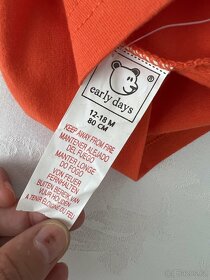 early days
12-18 M
80 CM
KEEP AWAY FROM FIRE
MANTENER ALEJADO
DEL FUEGO
MANTER LONGE
DO FOGO
VON FEUER
FERNHALTEN
BUITEN BEREIK VAN
VUUR HOUDEN
A TENIR ÉLOIGNÉ DU FEU